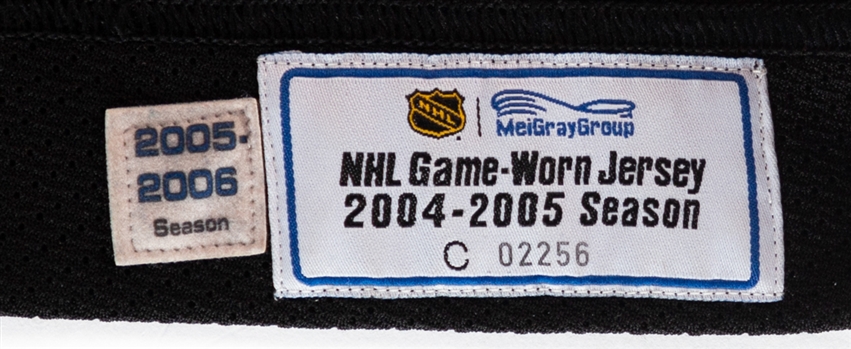 2005-
2006
Season
NHL
MeiGrayGroup
NHL Game-Worn Jersey
2004-2005 Season
C 02256